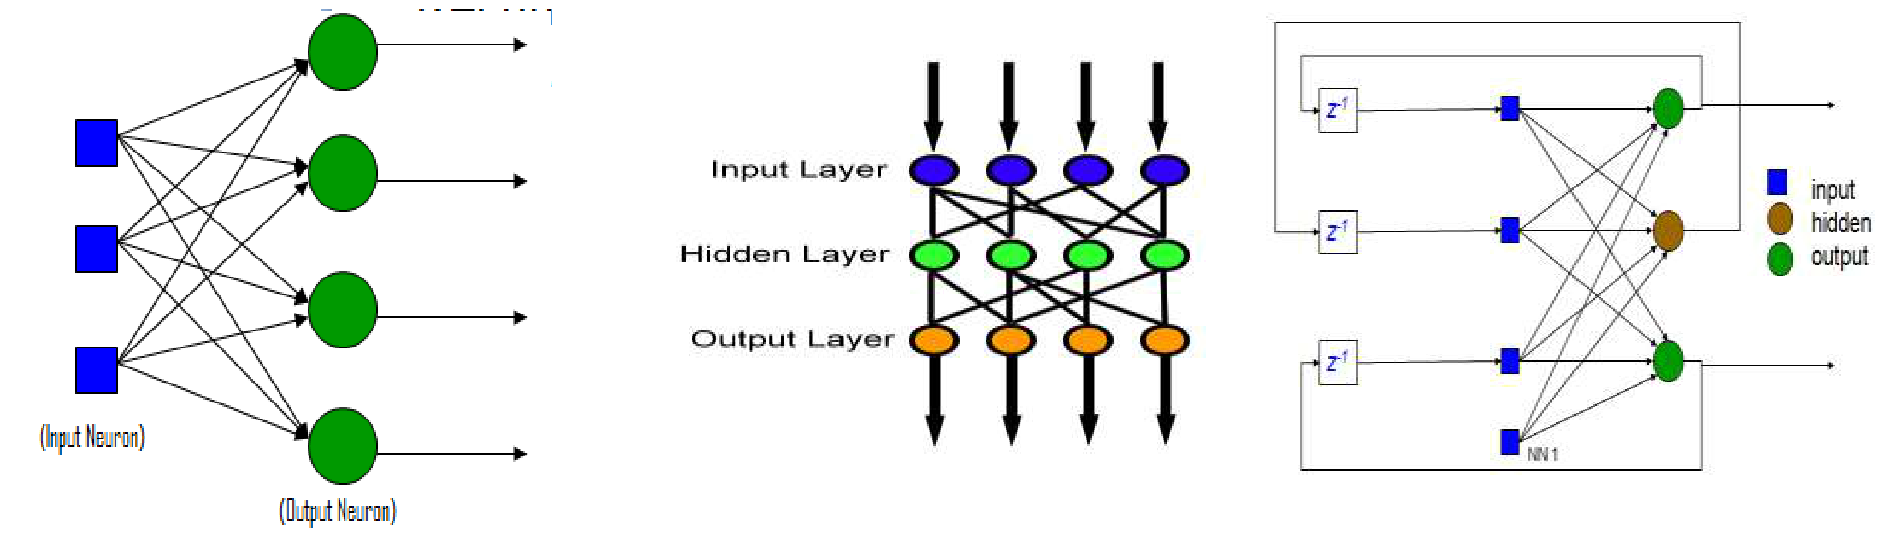 (Input Neuron)
(Output Neuron)
Input Layer
Hidden Layer
Output Layer
z-1
z-1
z-1
NN 1
input
hidden
output